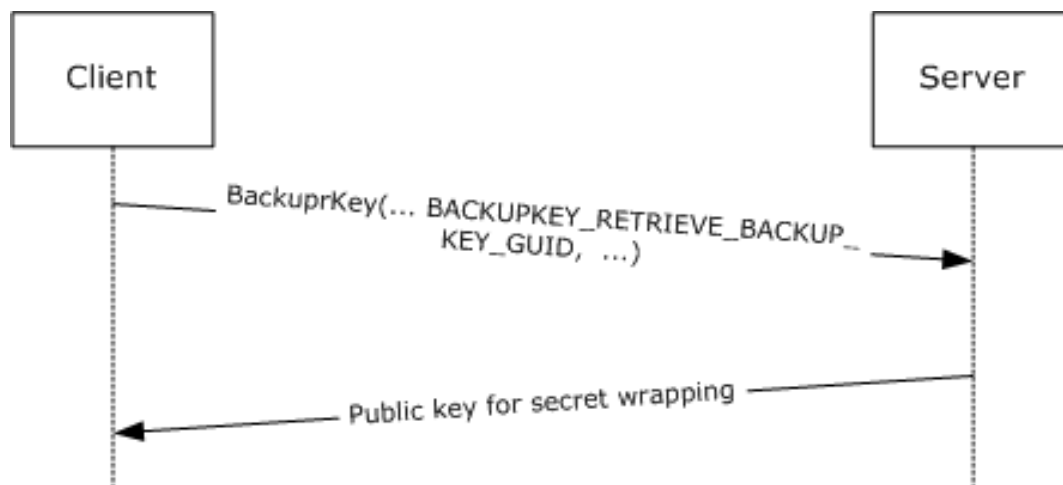 Client
Server
BackuprKey(... BACKUPKEY_RETRIEVE_BACKUP_
KEY_GUID, ...)
Public key for secret wrapping